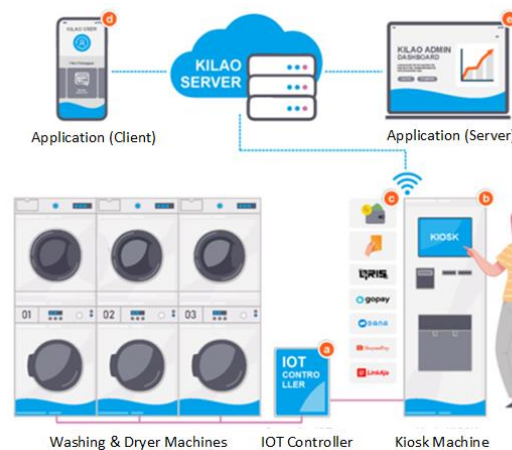 d
KILAO USER
KILAO
SERVER
e
KILAO ADMIN
DASHBOARD
Application (Client)
Application (Server)
c
b
KIOSK
QRIS
gopay
DANA
ShopeePay
LinkAja
01
02
03
a
IOT
CONTRO
LLER
Washing & Dryer Machines
IOT Controller
Kiosk Machine